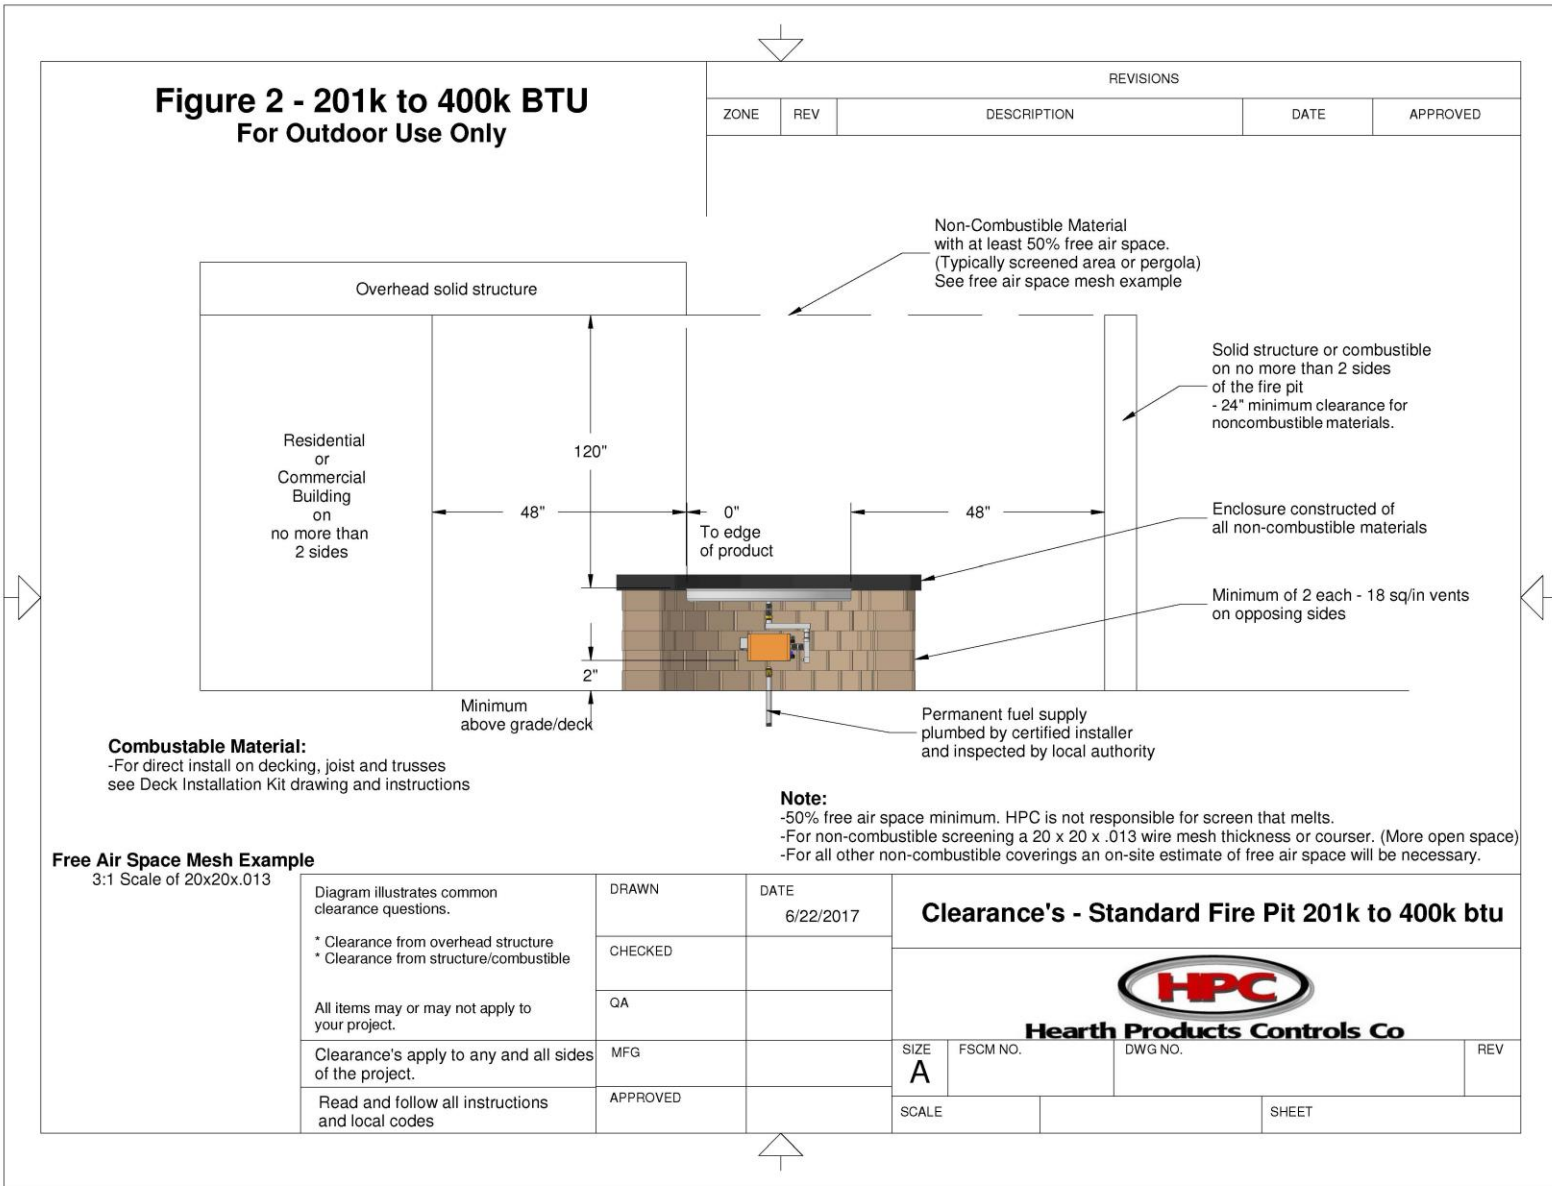 Figure 2 - 201k to 400k BTU
For Outdoor Use Only
REVISIONS
ZONE
REV
DESCRIPTION
DATE
APPROVED
Non-Combustible Material
with at least 50% free air space.
(Typically screened area or pergola)
See free air space mesh example
Overhead solid structure
Solid structure or combustible
on no more than 2 sides
of the fire pit
- 24" minimum clearance for
noncombustible materials.
Residential
or
Commercial
Building
on
no more than
2 sides
120"
48"
0"
To edge
of product
48"
Enclosure constructed of
all non-combustible materials
Minimum of 2 each - 18 sq/in vents
on opposing sides
2"
Minimum
above grade/deck
Permanent fuel supply
plumbed by certified installer
and inspected by local authority
Combustable Material:
-For direct install on decking, joist and trusses
see Deck Installation Kit drawing and instructions
Note:
-50% free air space minimum. HPC is not responsible for screen that melts.
-For non-combustible screening a 20 x 20 x .013 wire mesh thickness or courser. (More open space)
-For all other non-combustible coverings an on-site estimate of free air space will be necessary.
Free Air Space Mesh Example
3:1 Scale of 20x20x.013
Diagram illustrates common
clearance questions.
* Clearance from overhead structure
* Clearance from structure/combustible
All items may or may not apply to
your project.
Clearance's apply to any and all sides
of the project.
Read and follow all instructions
and local codes
DRAWN
DATE
6/22/2017
CHECKED
QA
MFG
APPROVED
Clearance's - Standard Fire Pit 201k to 400k btu
HPC
Hearth Products Controls Co
SIZE
A
FSCM NO.
DWG NO.
REV
SCALE
SHEET